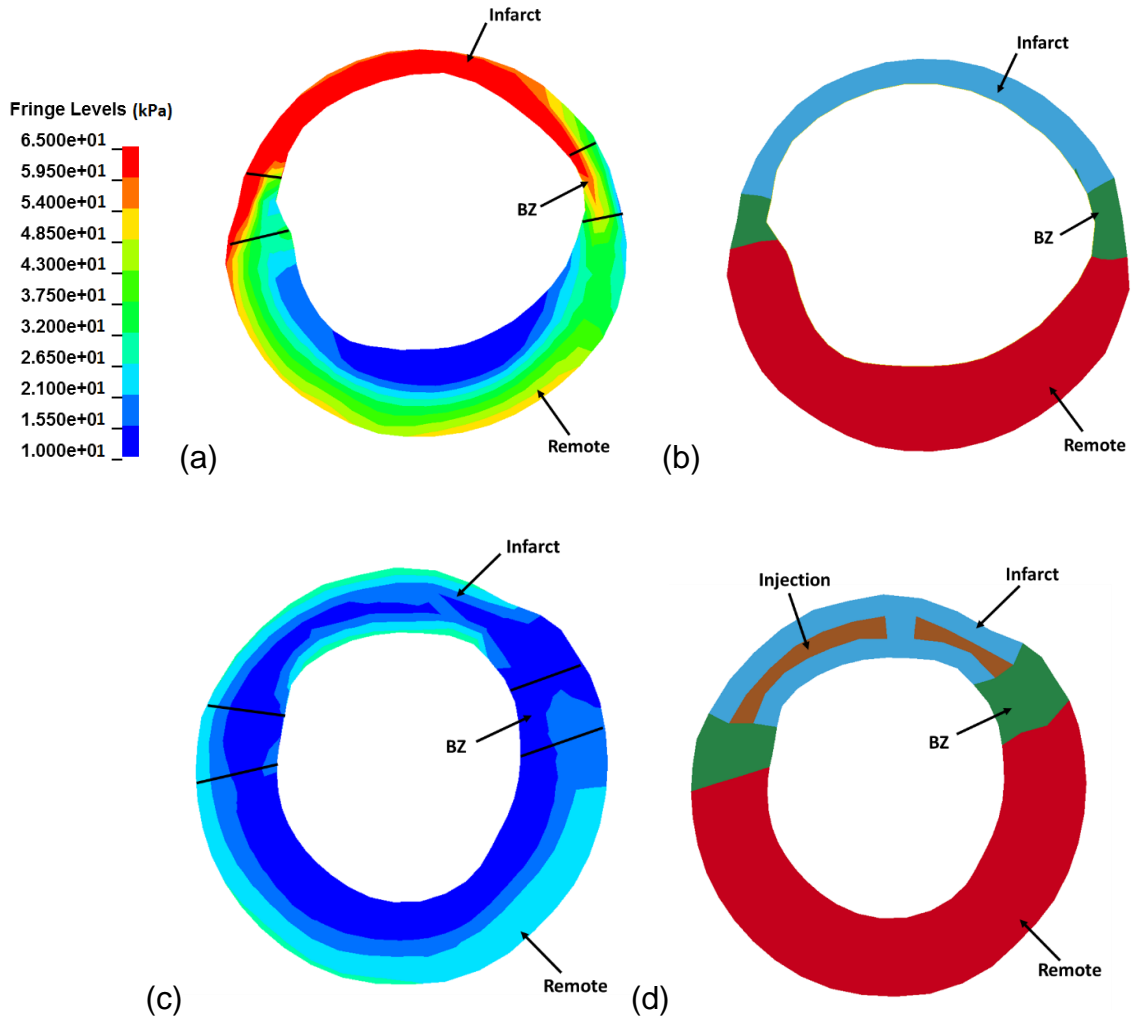 Infarct
Infarct
Fringe Levels (kPa)
6.500e+01
5.950e+01
5.400e+01
4.850e+01
4.300e+01
3.750e+01
3.200e+01
2.650e+01
2.100e+01
1.550e+01
1.000e+01
BZ
BZ
Remote
Remote
(a)
(b)
Infarct
Injection
Infarct
BZ
BZ
Remote
Remote
(c)
(d)